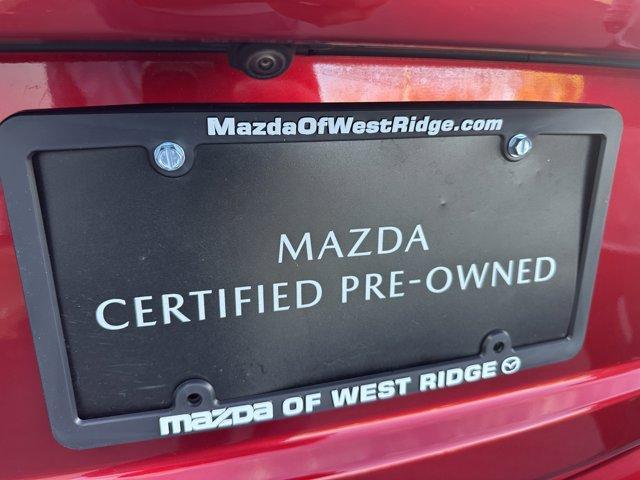 MazdaOfWestRidge.com
MAZDA
CERTIFIED PRE-OWNED
mazda OF WEST RIDGE